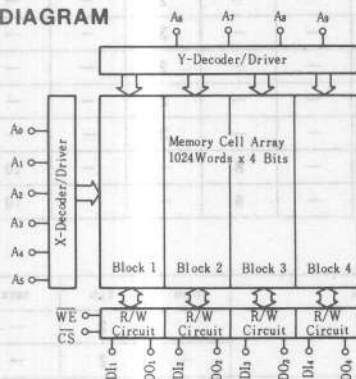 DIAGRAM
A6 A7 A8 A9
Y-Decoder/Driver
X-Decoder/Driver
A0
A1
A2
A3
A4
A5
Memory Cell Array
1024Words x 4 Bits
Block 1 Block 2 Block 3 Block 4
WE
CS
R/W Circuit R/W Circuit R/W Circuit R/W Circuit
DI1 DO1 DI2 DO2 DI3 DO3 DI4 DO4